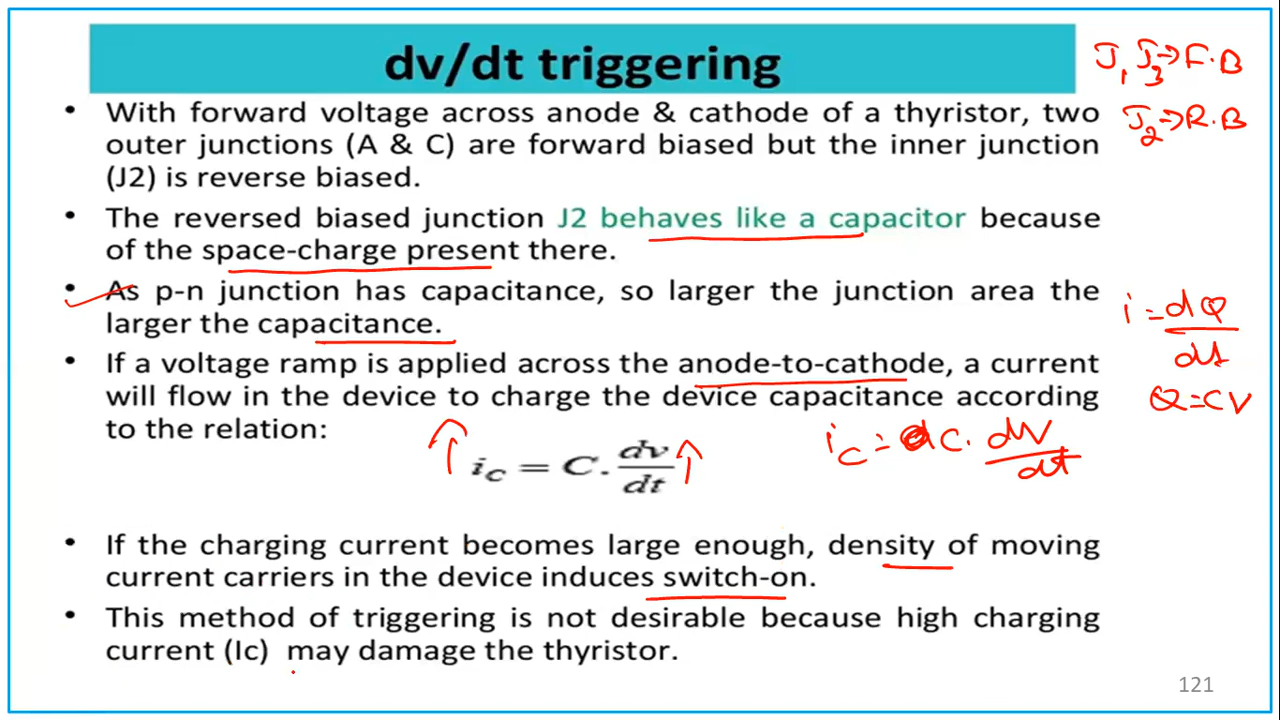 dv/dt triggering
J1, J3 → F.B
J2 → R.B
• With forward voltage across anode & cathode of a thyristor, two
outer junctions (A & C) are forward biased but the inner junction
(J2) is reverse biased.
• The reversed biased junction J2 behaves like a capacitor because
of the space-charge present there.
• As p-n junction has capacitance, so larger the junction area the
larger the capacitance.
i = dQ/dt
• If a voltage ramp is applied across the anode-to-cathode, a current
will flow in the device to charge the device capacitance according
to the relation:
Q = CV
ic = C. dv/dt
ic = C. dV/dt
• If the charging current becomes large enough, density of moving
current carriers in the device induces switch-on.
• This method of triggering is not desirable because high charging
current (Ic) may damage the thyristor.
121